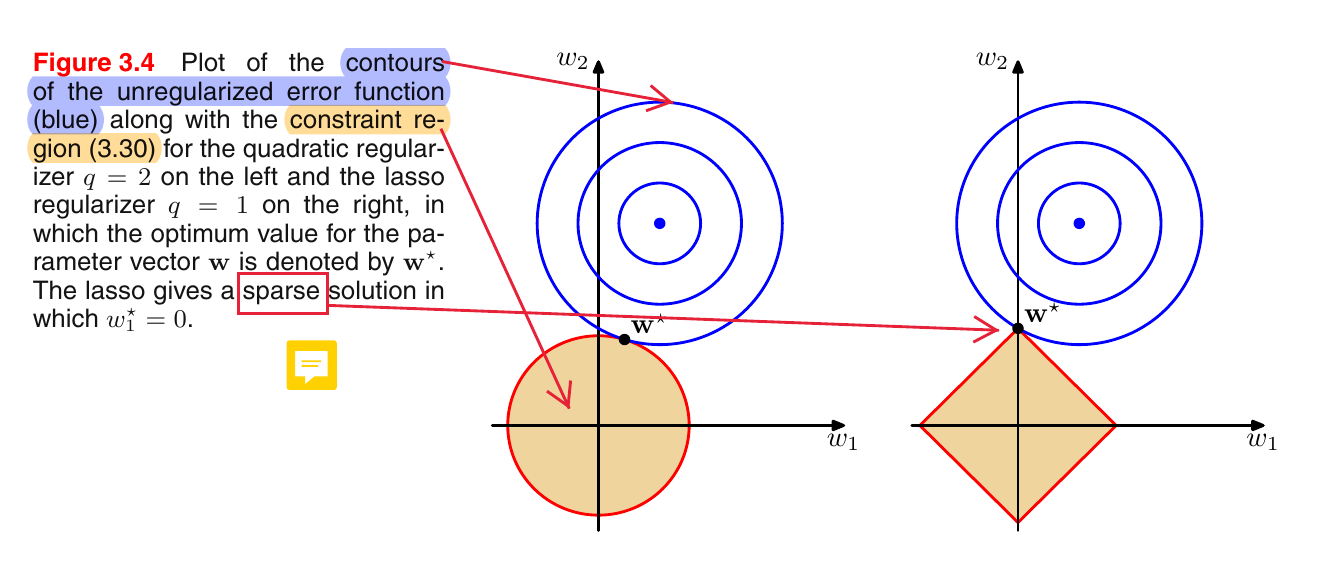 Figure 3.4 Plot of the contours
of the unregularized error function
(blue) along with the constraint re-
gion (3.30) for the quadratic regular-
izer q = 2 on the left and the lasso
regularizer q = 1 on the right, in
which the optimum value for the pa-
rameter vector w is denoted by w⋆.
The lasso gives a sparse solution in
which w₁⋆ = 0.
w₂
w⋆
w₁
w₂
w⋆
w₁